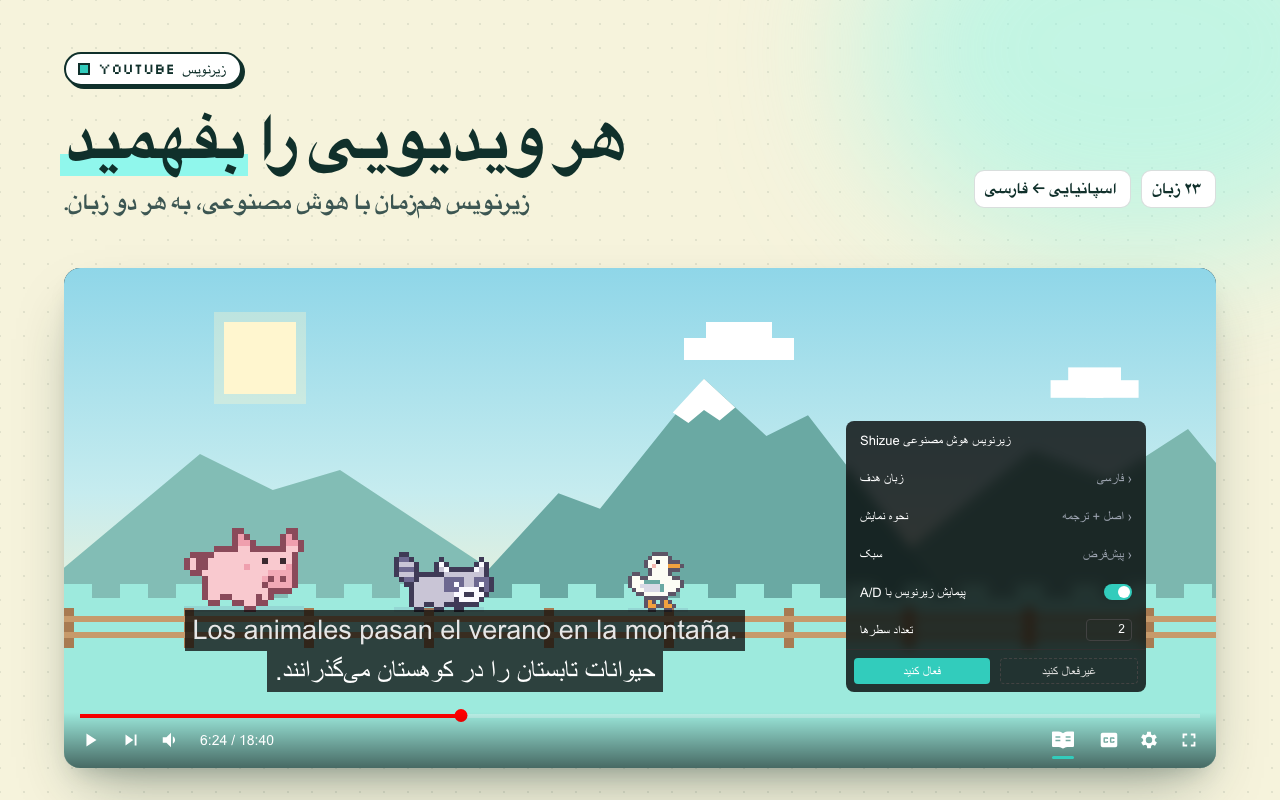 زیرنویس YOUTUBE
هر ویدیویی را بفهمید
زیرنویس هم‌زمان با هوش مصنوعی، به هر دو زبان.
۲۳ زبان
اسپانیایی ← فارسی
زیرنویس هوش مصنوعی Shizue
زبان هدف
فارسی ›
نحوه نمایش
اصل + ترجمه ›
سبک
پیش‌فرض ›
پیمایش زیرنویس با A/D
تعداد سطرها
2
فعال کنید
غیرفعال کنید
Los animales pasan el verano en la montaña.
حیوانات تابستان را در کوهستان می‌گذرانند.
6:24 / 18:40
CC